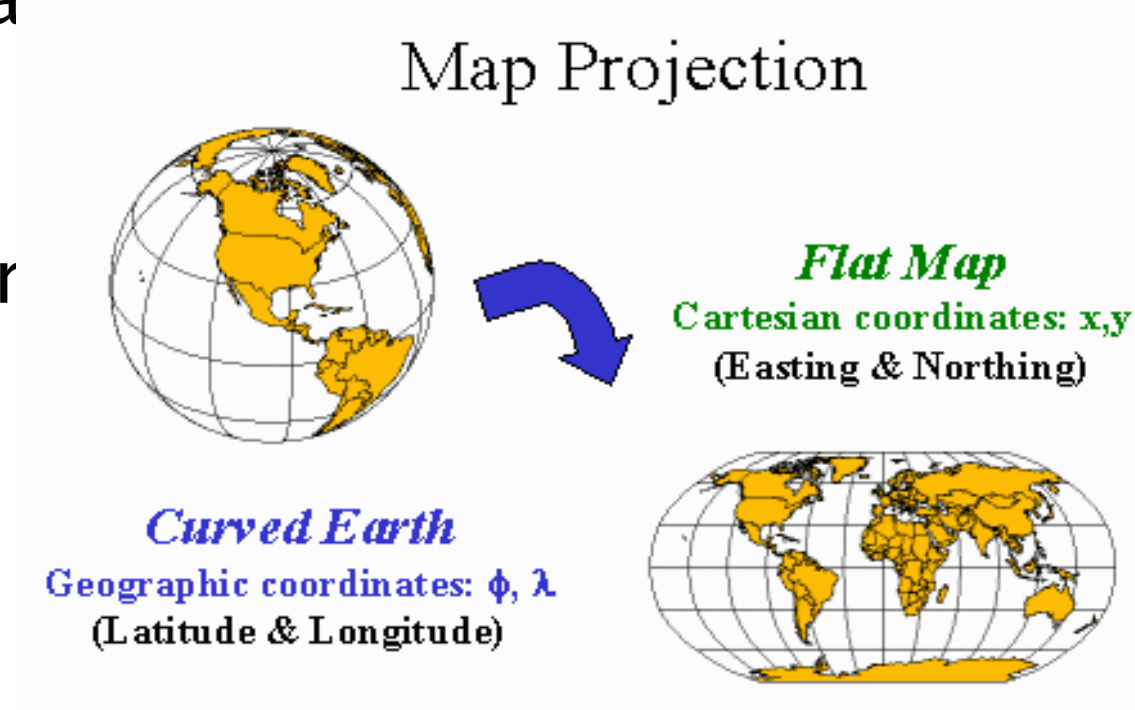 Map Projection
Flat Map
Cartesian coordinates: x,y
(Easting & Northing)
Curved Earth
Geographic coordinates: ϕ, λ
(Latitude & Longitude)